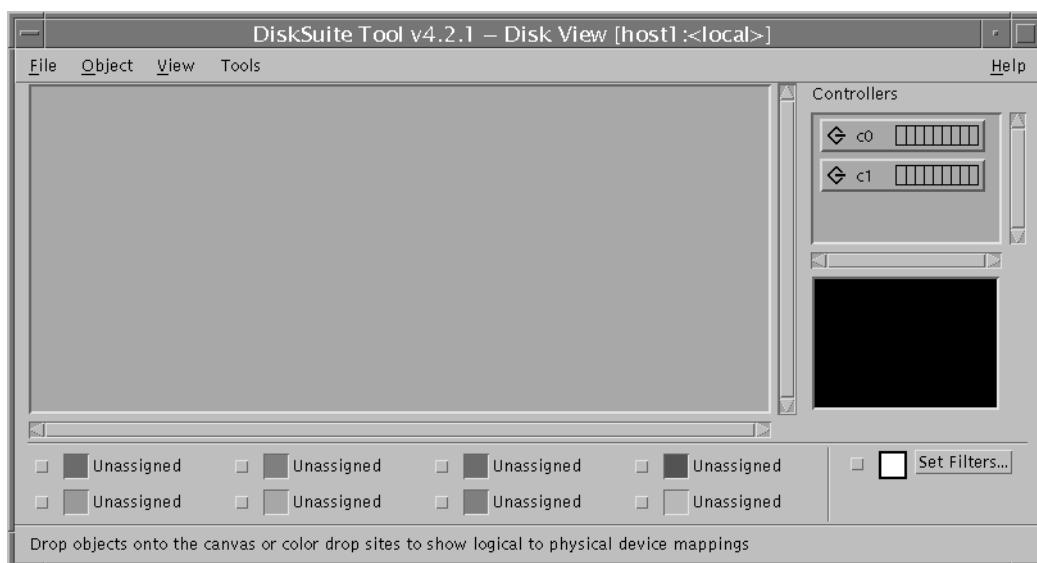 DiskSuite Tool v4.2.1 – Disk View [host1:<local>]
File Object View Tools Help
Controllers
c0
c1
Unassigned Unassigned Unassigned Unassigned Set Filters...
Unassigned Unassigned Unassigned Unassigned
Drop objects onto the canvas or color drop sites to show logical to physical device mappings